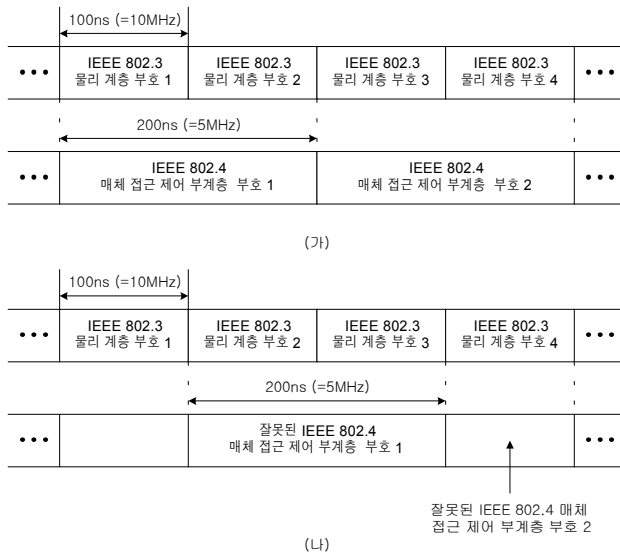 100ns (=10MHz)
••• IEEE 802.3 IEEE 802.3 IEEE 802.3 IEEE 802.3 •••
물리 계층 부호 1 물리 계층 부호 2 물리 계층 부호 3 물리 계층 부호 4
200ns (=5MHz)
••• IEEE 802.4 IEEE 802.4 •••
매체 접근 제어 부계층 부호 1 매체 접근 제어 부계층 부호 2
(가)
100ns (=10MHz)
••• IEEE 802.3 IEEE 802.3 IEEE 802.3 IEEE 802.3 •••
물리 계층 부호 1 물리 계층 부호 2 물리 계층 부호 3 물리 계층 부호 4
200ns (=5MHz)
••• 잘못된 IEEE 802.4 •••
매체 접근 제어 부계층 부호 1
잘못된 IEEE 802.4 매체
접근 제어 부계층 부호 2
(나)